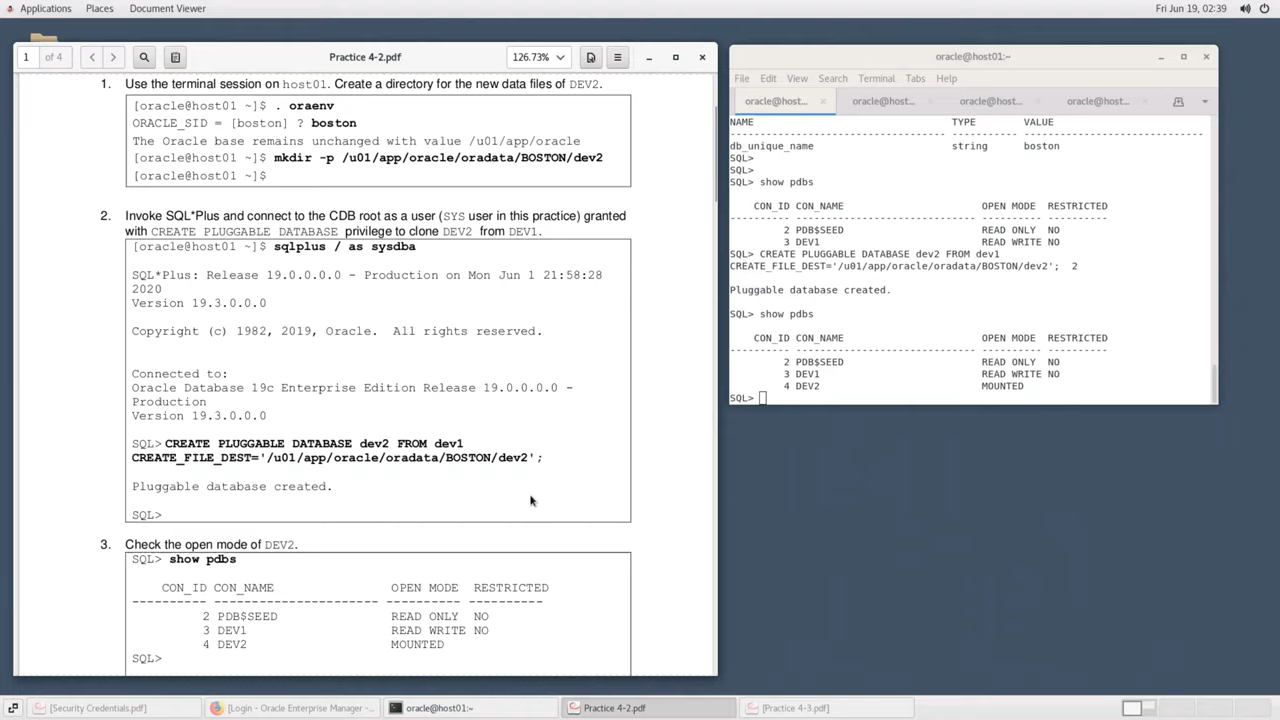 Applications Places Document Viewer
Fri Jun 19, 02:39
1 of 4
Practice 4-2.pdf
126.73%
1. Use the terminal session on host01. Create a directory for the new data files of DEV2.
[oracle@host01 ~]$ . oraenv
ORACLE_SID = [boston] ? boston
The Oracle base remains unchanged with value /u01/app/oracle
[oracle@host01 ~]$ mkdir -p /u01/app/oracle/oradata/BOSTON/dev2
[oracle@host01 ~]$
2. Invoke SQL*Plus and connect to the CDB root as a user (SYS user in this practice) granted
with CREATE PLUGGABLE DATABASE privilege to clone DEV2 from DEV1.
[oracle@host01 ~]$ sqlplus / as sysdba
SQL*Plus: Release 19.0.0.0.0 - Production on Mon Jun 1 21:58:28
2020
Version 19.3.0.0.0
Copyright (c) 1982, 2019, Oracle. All rights reserved.
Connected to:
Oracle Database 19c Enterprise Edition Release 19.0.0.0.0 -
Production
Version 19.3.0.0.0
SQL> CREATE PLUGGABLE DATABASE dev2 FROM dev1
CREATE_FILE_DEST='/u01/app/oracle/oradata/BOSTON/dev2';
Pluggable database created.
SQL>
3. Check the open mode of DEV2.
SQL> show pdbs
CON_ID CON_NAME OPEN MODE RESTRICTED
---------- ------------------------------ ---------- ----------
2 PDB$SEED READ ONLY NO
3 DEV1 READ WRITE NO
4 DEV2 MOUNTED
SQL>
oracle@host01:~
File Edit View Search Terminal Tabs Help
oracle@host... oracle@host... oracle@host... oracle@host...
NAME TYPE VALUE
------------------------------------ ----------- ------------------------------
db_unique_name string boston
SQL>
SQL>
SQL> show pdbs
CON_ID CON_NAME OPEN MODE RESTRICTED
---------- ------------------------------ ---------- ----------
2 PDB$SEED READ ONLY NO
3 DEV1 READ WRITE NO
SQL> CREATE PLUGGABLE DATABASE dev2 FROM dev1
CREATE_FILE_DEST='/u01/app/oracle/oradata/BOSTON/dev2'; 2
Pluggable database created.
SQL> show pdbs
CON_ID CON_NAME OPEN MODE RESTRICTED
---------- ------------------------------ ---------- ----------
2 PDB$SEED READ ONLY NO
3 DEV1 READ WRITE NO
4 DEV2 MOUNTED
SQL>
[Security Credentials.pdf] [Login - Oracle Enterprise Manager -... oracle@host01:~ Practice 4-2.pdf [Practice 4-3.pdf]